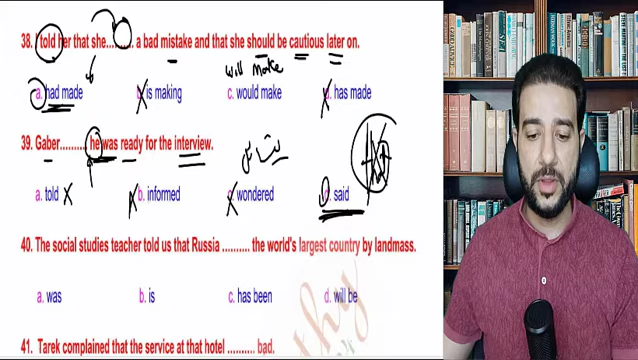 38. I told her that she.......... a bad mistake and that she should be cautious later on.
will make
a. had made b. is making c. would make d. has made
39. Gaber.......... he was ready for the interview.
a. told b. informed c. wondered d. said
40. The social studies teacher told us that Russia .......... the world's largest country by landmass.
a. was b. is c. has been d. will be
41. Tarek complained that the service at that hotel .......... bad.